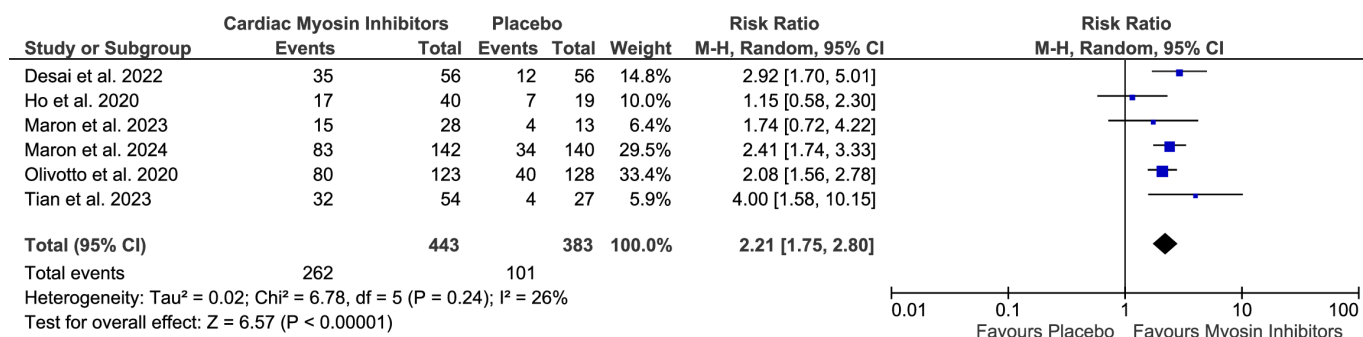 Cardiac Myosin Inhibitors Placebo Risk Ratio Risk Ratio
Study or Subgroup Events Total Events Total Weight M-H, Random, 95% CI M-H, Random, 95% CI
Desai et al. 2022 35 56 12 56 14.8% 2.92 [1.70, 5.01]
Ho et al. 2020 17 40 7 19 10.0% 1.15 [0.58, 2.30]
Maron et al. 2023 15 28 4 13 6.4% 1.74 [0.72, 4.22]
Maron et al. 2024 83 142 34 140 29.5% 2.41 [1.74, 3.33]
Olivotto et al. 2020 80 123 40 128 33.4% 2.08 [1.56, 2.78]
Tian et al. 2023 32 54 4 27 5.9% 4.00 [1.58, 10.15]
Total (95% CI) 443 383 100.0% 2.21 [1.75, 2.80]
Total events 262 101
Heterogeneity: Tau² = 0.02; Chi² = 6.78, df = 5 (P = 0.24); I² = 26%
Test for overall effect: Z = 6.57 (P < 0.00001)
0.01 0.1 1 10 100
Favours Placebo Favours Myosin Inhibitors